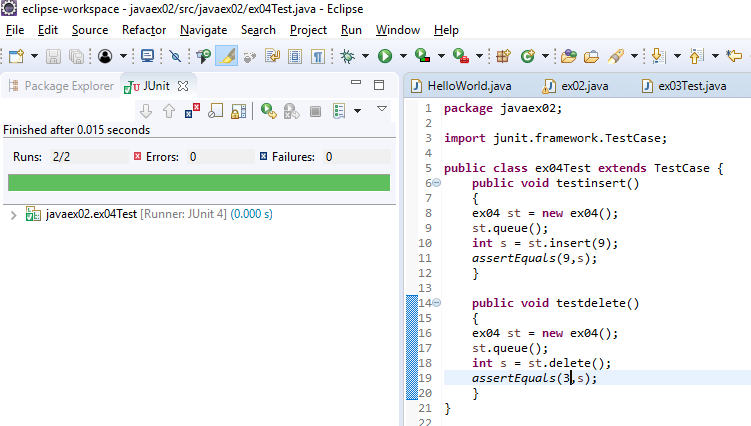 eclipse-workspace - javaex02/src/javaex02/ex04Test.java - Eclipse
File Edit Source Refactor Navigate Search Project Run Window Help
Package Explorer JUnit
Finished after 0.015 seconds
Runs: 2/2 Errors: 0 Failures: 0
javaex02.ex04Test [Runner: JUnit 4] (0.000 s)
HelloWorld.java ex02.java ex03Test.java
1 package javaex02;
2
3 import junit.framework.TestCase;
4
5 public class ex04Test extends TestCase {
6 public void testinsert()
7 {
8 ex04 st = new ex04();
9 st.queue();
10 int s = st.insert(9);
11 assertEquals(9,s);
12 }
13
14 public void testdelete()
15 {
16 ex04 st = new ex04();
17 st.queue();
18 int s = st.delete();
19 assertEquals(3,s);
20 }
21 }
22